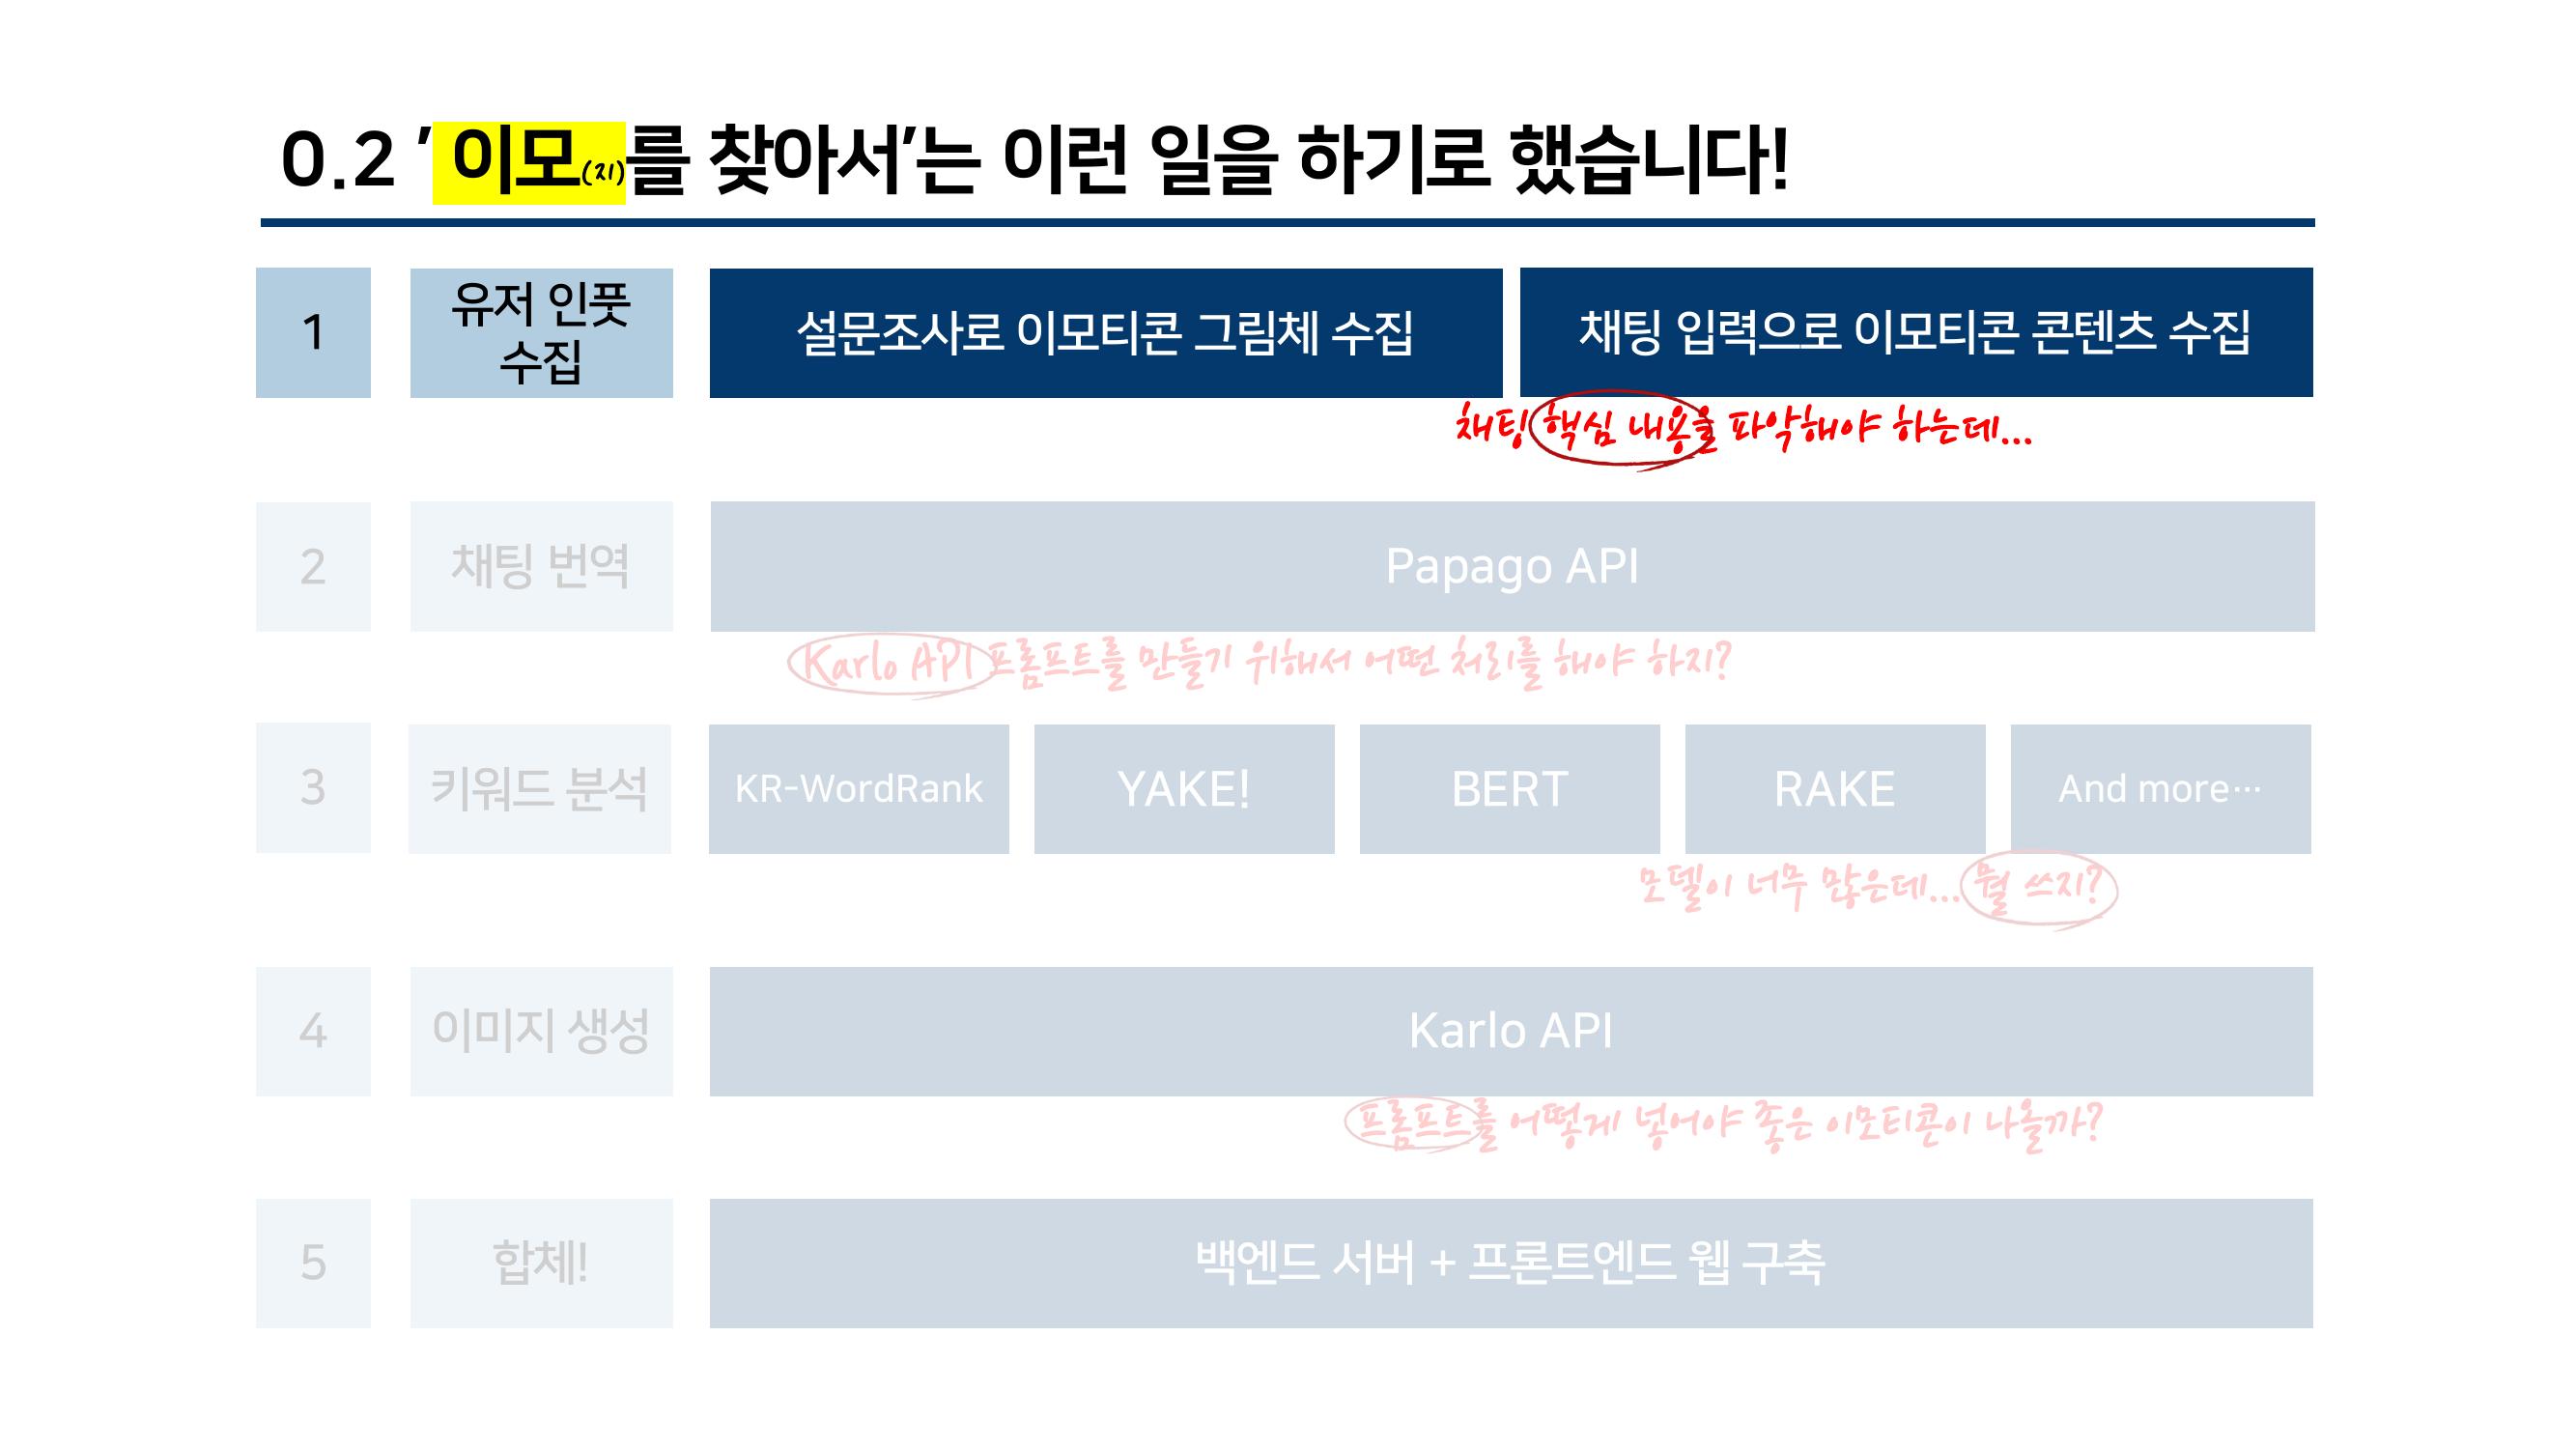 0.2 '이모(지)를 찾아서'는 이런 일을 하기로 했습니다!
1
유저 인풋
수집
설문조사로 이모티콘 그림체 수집
채팅 입력으로 이모티콘 콘텐츠 수집
채팅 핵심 내용을 파악해야 하는데...
2
채팅 번역
Papago API
Karlo API 프롬프트를 만들기 위해서 어떤 처리를 해야 하지?
3
키워드 분석
KR-WordRank
YAKE!
BERT
RAKE
And more…
모델이 너무 많은데... 뭘 쓰지?
4
이미지 생성
Karlo API
프롬프트를 어떻게 넣어야 좋은 이모티콘이 나올까?
5
합체!
백엔드 서버 + 프론트엔드 웹 구축